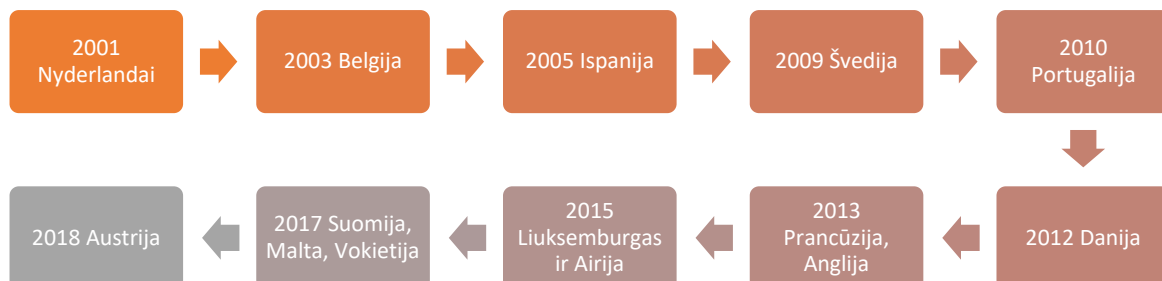 2001
Nyderlandai
2003 Belgija
2005 Ispanija
2009 Švedija
2010
Portugalija
2012 Danija
2013
Prancūzija,
Anglija
2015
Liuksemburgas
ir Airija
2017 Suomija,
Malta, Vokietija
2018 Austrija